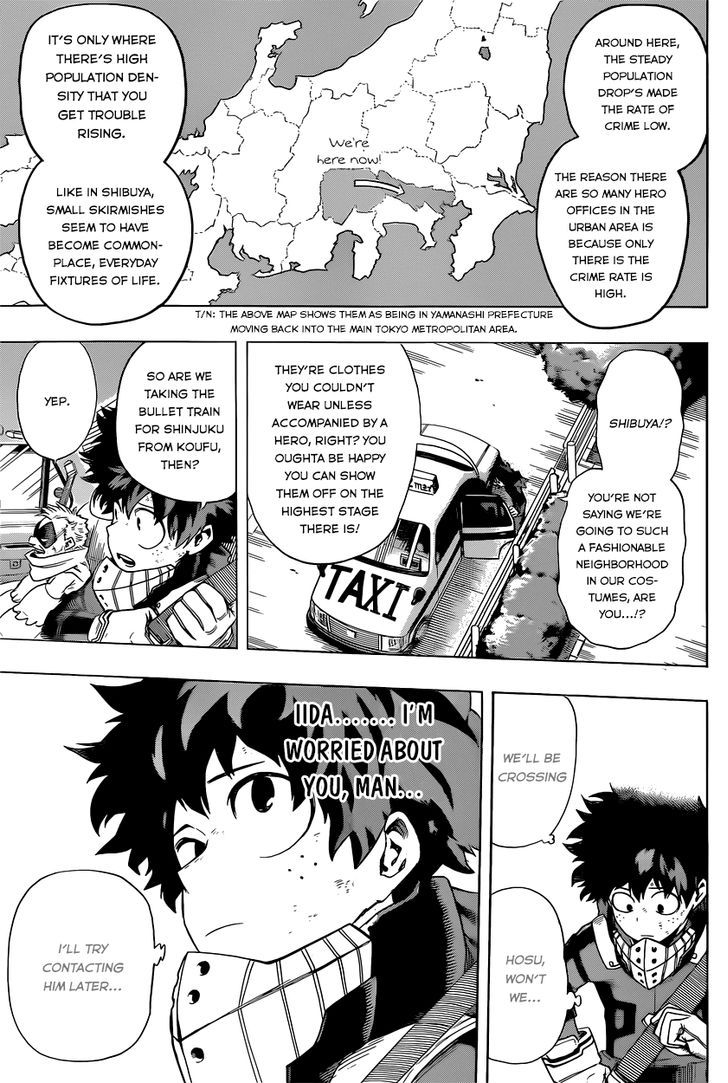 AROUND HERE,
THE STEADY
POPULATION
DROP'S MADE
THE RATE OF
CRIME LOW.
THE REASON THERE
ARE SO MANY HERO
OFFICES IN THE
URBAN AREA IS
BECAUSE ONLY
THERE IS THE
CRIME RATE IS
HIGH.
We're
here now!
IT'S ONLY WHERE
THERE'S HIGH
POPULATION DEN-
SITY THAT YOU
GET TROUBLE
RISING.
LIKE IN SHIBUYA,
SMALL SKIRMISHES
SEEM TO HAVE
BECOME COMMON-
PLACE, EVERYDAY
FIXTURES OF LIFE.
T/N: THE ABOVE MAP SHOWS THEM AS BEING IN YAMANASHI PREFECTURE
MOVING BACK INTO THE MAIN TOKYO METROPOLITAN AREA.
SHIBUYA!?
YOU'RE NOT
SAYING WE'RE
GOING TO SUCH
A FASHIONABLE
NEIGHBORHOOD
IN OUR COS-
TUMES, ARE
YOU...!?
THEY'RE CLOTHES
YOU COULDN'T
WEAR UNLESS
ACCOMPANIED BY A
HERO, RIGHT? YOU
OUGHTA BE HAPPY
YOU CAN SHOW
THEM OFF ON THE
HIGHEST STAGE
THERE IS!
TAXI
SO ARE WE
TAKING THE
BULLET TRAIN
FOR SHINJUKU
FROM KOUFU,
THEN?
YEP.
WE'LL BE
CROSSING
HOSU,
WON'T
WE...
IIDA....... I'M
WORRIED ABOUT
YOU, MAN...
I'LL TRY
CONTACTING
HIM LATER...